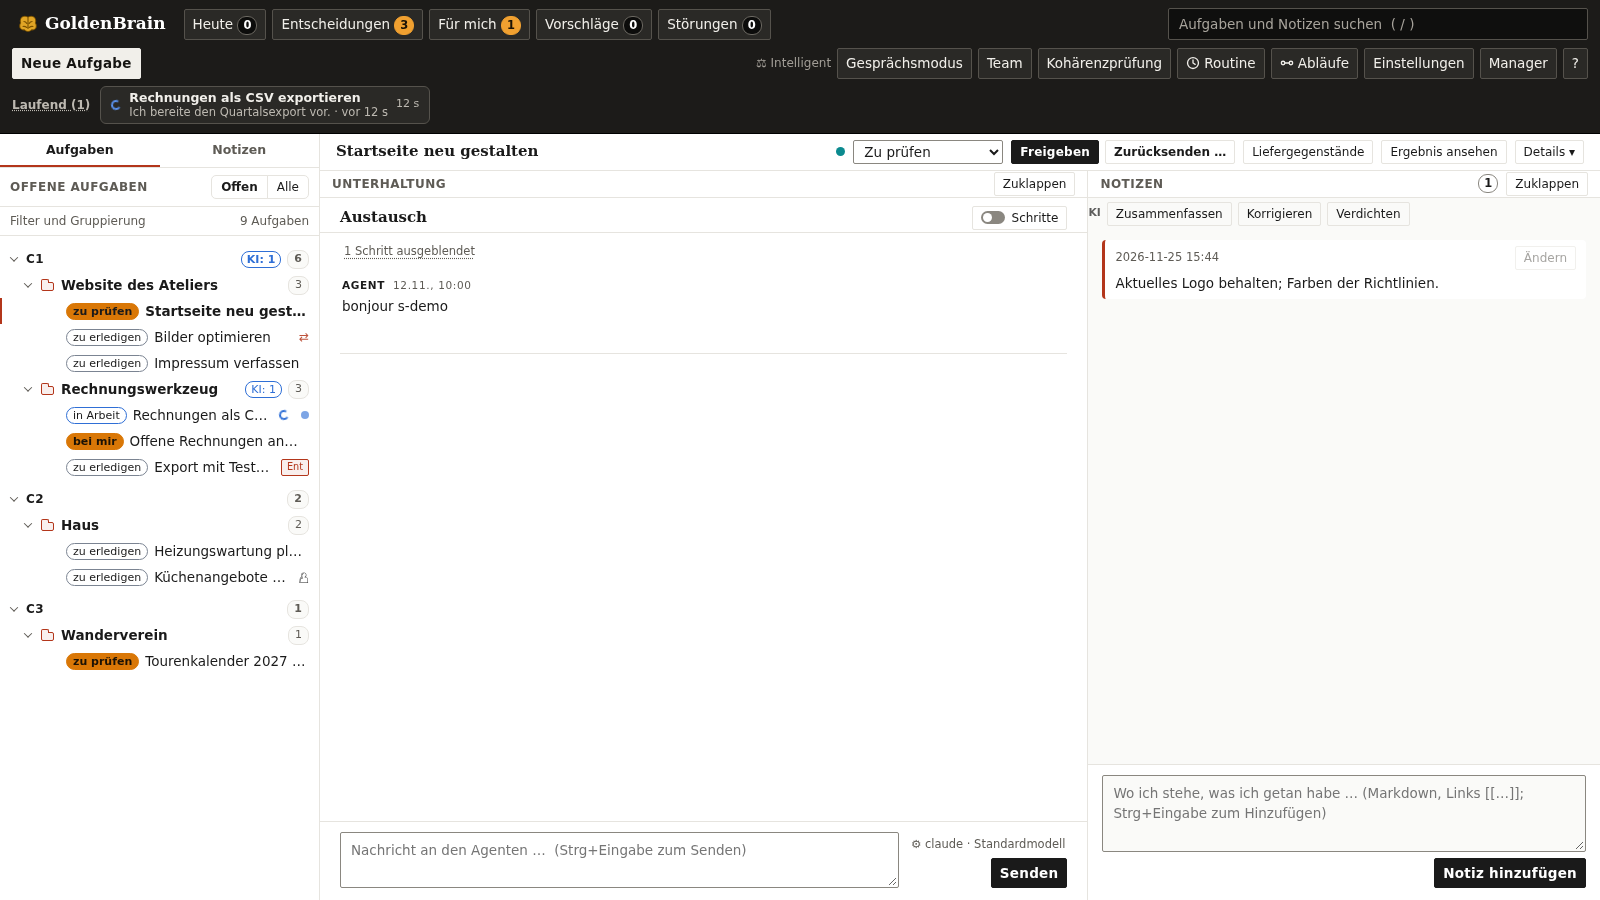 GoldenBrain
Heute 0
Entscheidungen 3
Für mich 1
Vorschläge 0
Störungen 0
Aufgaben und Notizen suchen ( / )
Neue Aufgabe
Intelligent
Gesprächsmodus
Team
Kohärenzprüfung
Routine
Abläufe
Einstellungen
Manager
?
Laufend (1)
Rechnungen als CSV exportieren
Ich bereite den Quartalsexport vor. · vor 12 s
12 s
Aufgaben
Notizen
OFFENE AUFGABEN
Offen
Alle
Filter und Gruppierung
9 Aufgaben
C1
KI: 1
6
Website des Ateliers
3
zu prüfen Startseite neu gest…
zu erledigen Bilder optimieren
zu erledigen Impressum verfassen
Rechnungswerkzeug
KI: 1
3
in Arbeit Rechnungen als C…
bei mir Offene Rechnungen an…
zu erledigen Export mit Test… Ent
C2
2
Haus
2
zu erledigen Heizungswartung pl…
zu erledigen Küchenangebote …
C3
1
Wanderverein
1
zu prüfen Tourenkalender 2027 …
Startseite neu gestalten
Zu prüfen
Freigeben
Zurücksenden …
Liefergegenstände
Ergebnis ansehen
Details ▾
UNTERHALTUNG
Zuklappen
Austausch
Schritte
1 Schritt ausgeblendet
AGENT 12.11., 10:00
bonjour s-demo
Nachricht an den Agenten … (Strg+Eingabe zum Senden)
claude · Standardmodell
Senden
NOTIZEN
1
Zuklappen
KI
Zusammenfassen
Korrigieren
Verdichten
2026-11-25 15:44
Ändern
Aktuelles Logo behalten; Farben der Richtlinien.
Wo ich stehe, was ich getan habe … (Markdown, Links [[…]];
Strg+Eingabe zum Hinzufügen)
Notiz hinzufügen